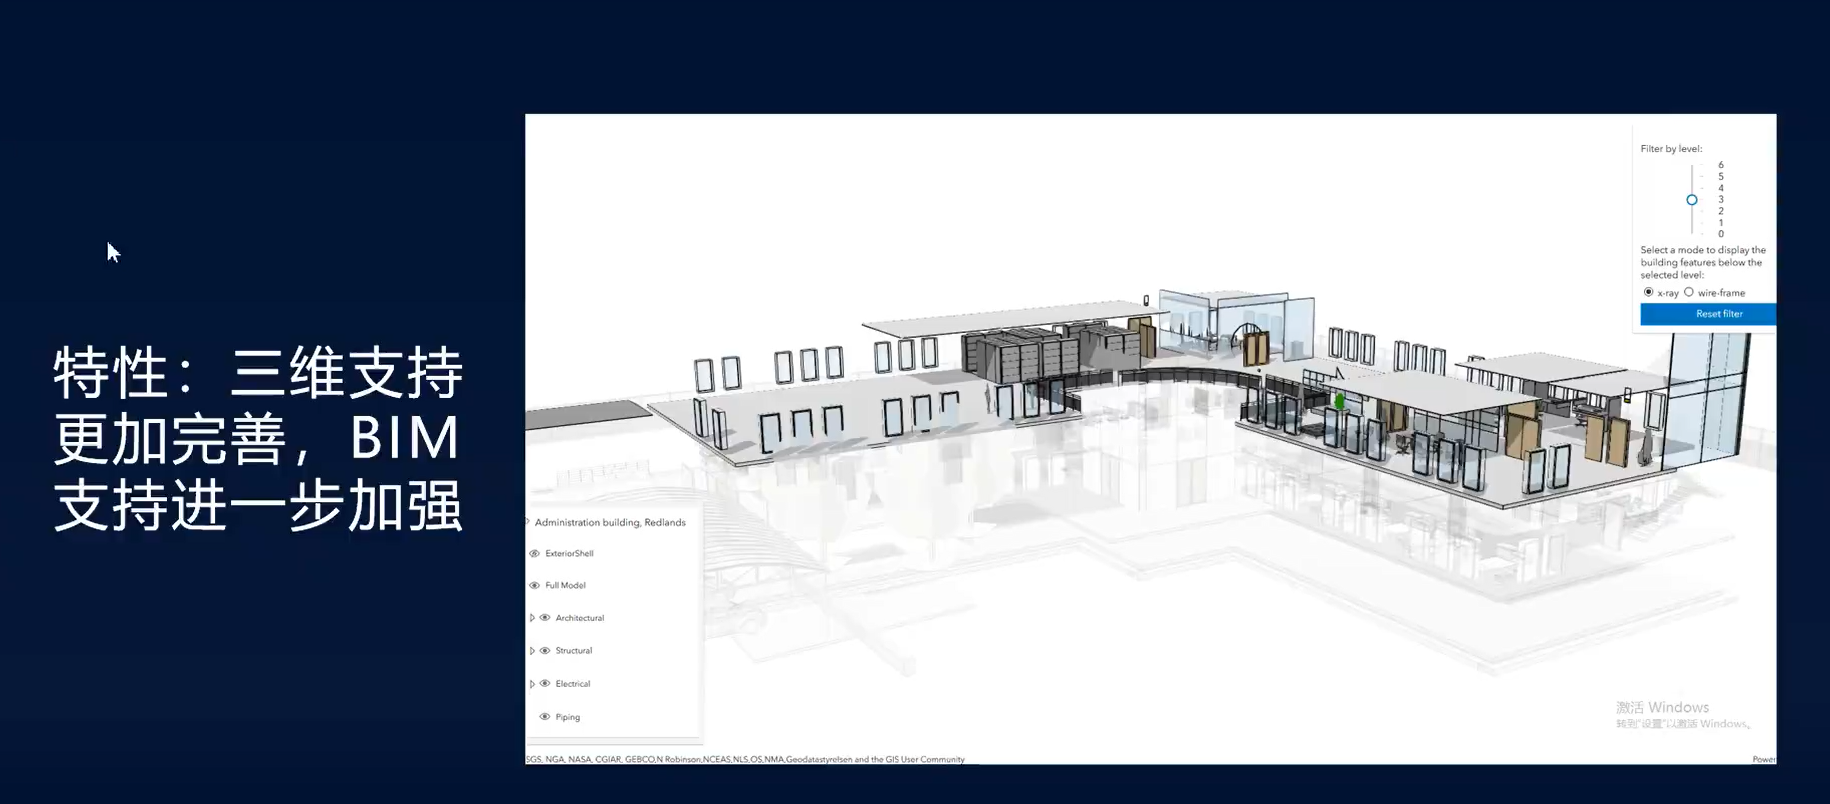 特性：三维支持
更加完善，BIM
支持进一步加强
Filter by level:
6
5
4
3
2
1
0
Select a mode to display the
building features below the
selected level:
x-ray wire-frame
Reset filter
Administration building, Redlands
ExteriorShell
Full Model
Architectural
Structural
Electrical
Piping
激活 Windows
转到"设置"以激活 Windows。
SGS, NGA, NASA, CGIAR, GEBCO,N Robinson,NCEAS,NLS,OS,NMA,Geodatastyrelsen and the GIS User Community
Power